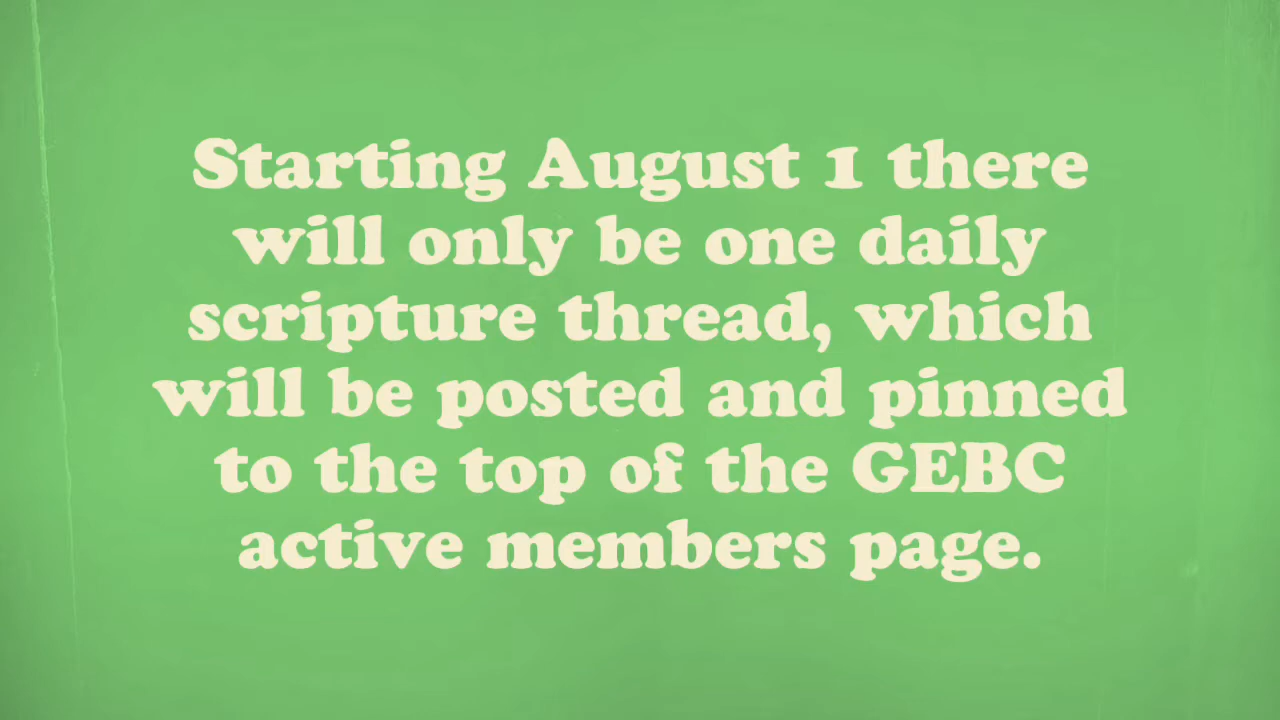 Starting August 1 there
will only be one daily
scripture thread, which
will be posted and pinned
to the top of the GEBC
active members page.